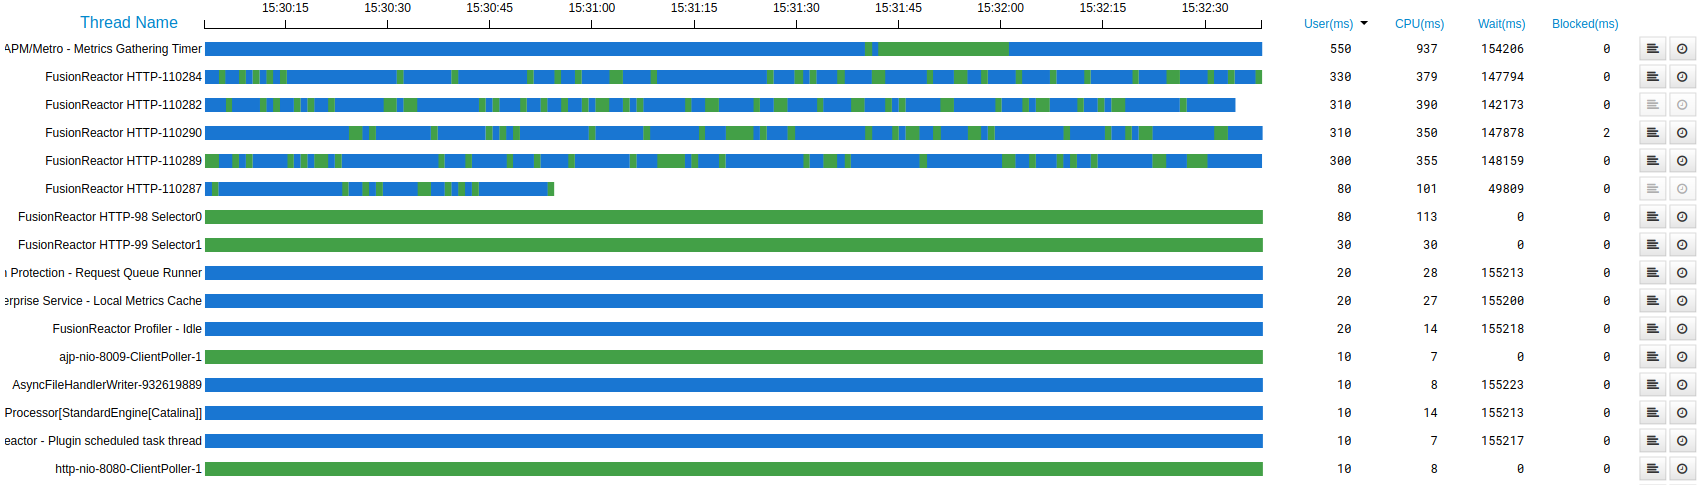 15:30:15 15:30:30 15:30:45 15:31:00 15:31:15 15:31:30 15:31:45 15:32:00 15:32:15 15:32:30
Thread Name User(ms) CPU(ms) Wait(ms) Blocked(ms)
APM/Metro - Metrics Gathering Timer 550 937 154206 0
FusionReactor HTTP-110284 330 379 147794 0
FusionReactor HTTP-110282 310 390 142173 0
FusionReactor HTTP-110290 310 350 147878 2
FusionReactor HTTP-110289 300 355 148159 0
FusionReactor HTTP-110287 80 101 49809 0
FusionReactor HTTP-98 Selector0 80 113 0 0
FusionReactor HTTP-99 Selector1 30 30 0 0
Protection - Request Queue Runner 20 28 155213 0
erprise Service - Local Metrics Cache 20 27 155200 0
FusionReactor Profiler - Idle 20 14 155218 0
ajp-nio-8009-ClientPoller-1 10 7 0 0
AsyncFileHandlerWriter-932619889 10 8 155223 0
Processor[StandardEngine[Catalina]] 10 14 155213 0
eactor - Plugin scheduled task thread 10 7 155217 0
http-nio-8080-ClientPoller-1 10 8 0 0